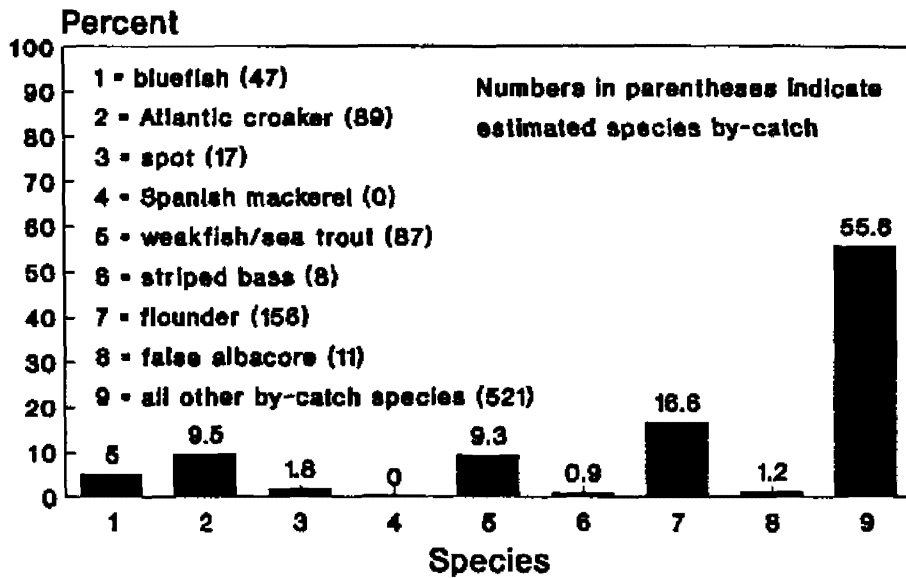 Percent
100
90
80
70
60
50
40
30
20
10
0
1 = bluefish (47)
2 = Atlantic croaker (89)
3 = spot (17)
4 = Spanish mackerel (0)
5 = weakfish/sea trout (87)
6 = striped bass (8)
7 = flounder (156)
8 = false albacore (11)
9 = all other by-catch species (521)
Numbers in parentheses indicate
estimated species by-catch
5
9.5
1.8
0
9.3
0.9
16.6
1.2
55.6
1 2 3 4 5 6 7 8 9
Species